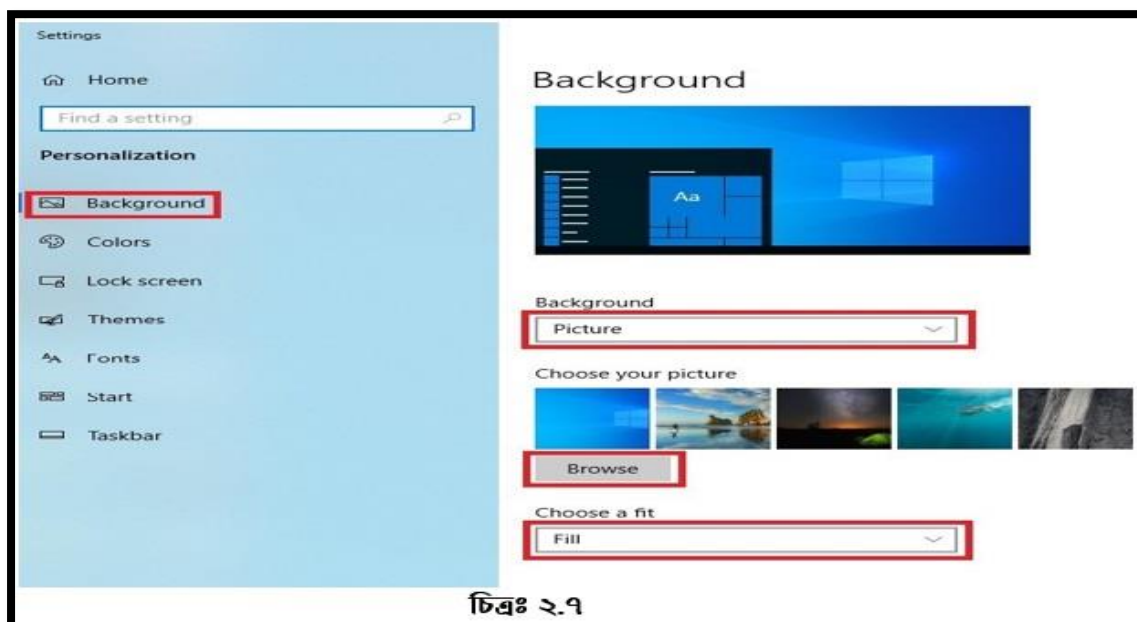 Settings
Home
Find a setting
Personalization
Background
Colors
Lock screen
Themes
Fonts
Start
Taskbar
Background
Aa
Background
Picture
Choose your picture
Browse
Choose a fit
Fill
চিত্রঃ ২.৭